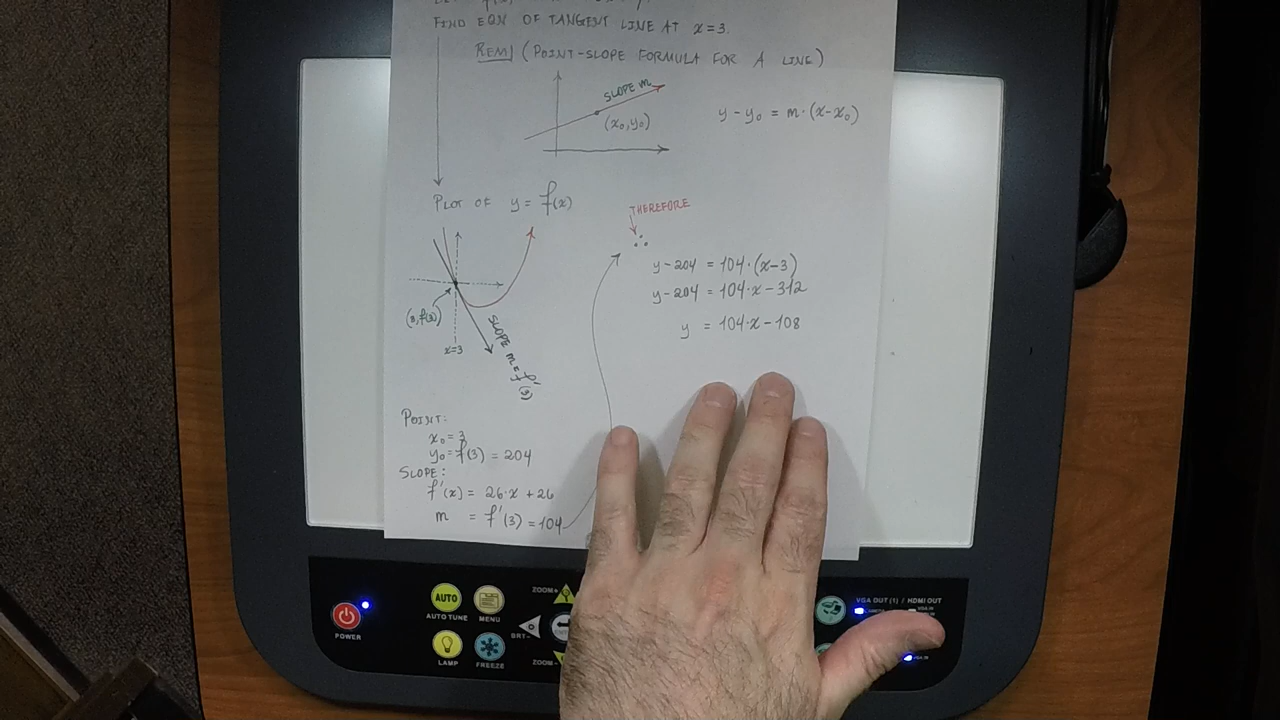 FIND EQN OF TANGENT LINE AT x=3.
REM (POINT-SLOPE FORMULA FOR A LINE)
SLOPE m
(x₀,y₀)
y-y₀ = m·(x-x₀)
PLOT OF y = f(x)
(3,f(3))
x=3
SLOPE m=f'(3)
THEREFORE
∴
y-204 = 104·(x-3)
y-204 = 104·x-312
y = 104·x-108
POINT:
x₀=3
y₀=f(3) = 204
SLOPE:
f'(x) = 26·x+26
m = f'(3) = 104
POWER
AUTO
AUTO TUNE
MENU
LAMP
FREEZE
ZOOM+
BRT-
ZOOM-
VGA OUT (1) / HDMI OUT